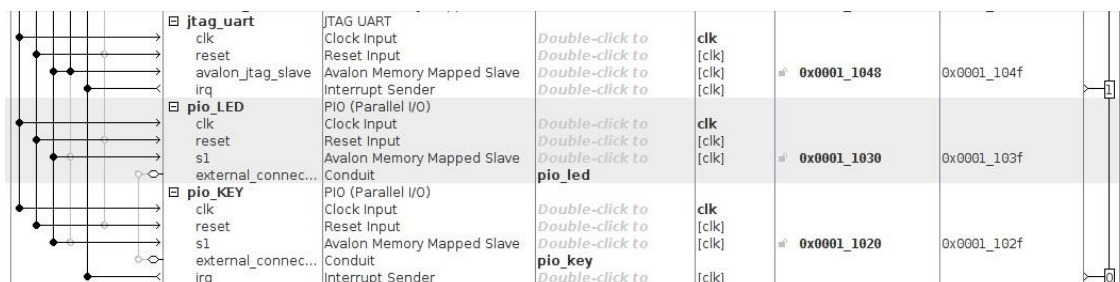 jtag_uart JTAG UART
clk Clock Input Double-click to clk
reset Reset Input Double-click to [clk]
avalon_jtag_slave Avalon Memory Mapped Slave Double-click to [clk] 0x0001_1048 0x0001_104f
irq Interrupt Sender Double-click to [clk] 1
pio_LED PIO (Parallel I/O)
clk Clock Input Double-click to clk
reset Reset Input Double-click to [clk]
s1 Avalon Memory Mapped Slave Double-click to [clk] 0x0001_1030 0x0001_103f
external_connec... Conduit pio_led
pio_KEY PIO (Parallel I/O)
clk Clock Input Double-click to clk
reset Reset Input Double-click to [clk]
s1 Avalon Memory Mapped Slave Double-click to [clk] 0x0001_1020 0x0001_102f
external_connec... Conduit pio_key
irq Interrupt Sender Double-click to [clk] 0